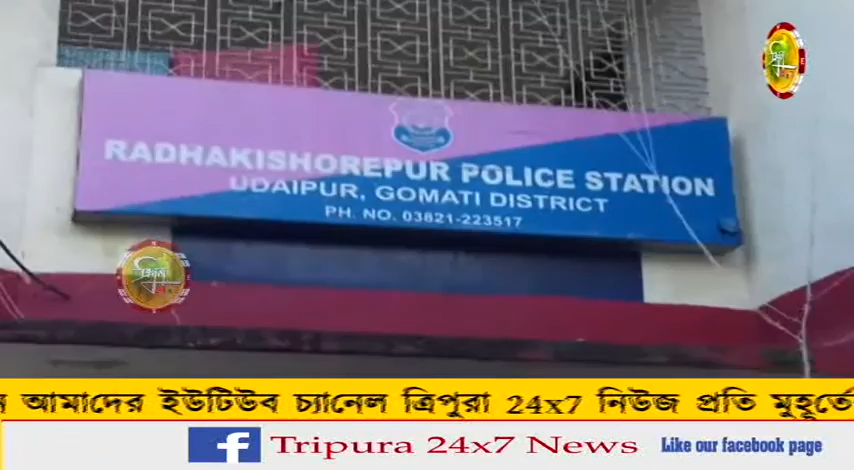 RADHAKISHOREPUR POLICE STATION
UDAIPUR, GOMATI DISTRICT
PH. NO. 03821-223517
আমাদের ইউটিউব চ্যানেল ত্রিপুরা 24x7 নিউজ প্রতি মুহূর্তে
f Tripura 24x7 News Like our facebook page